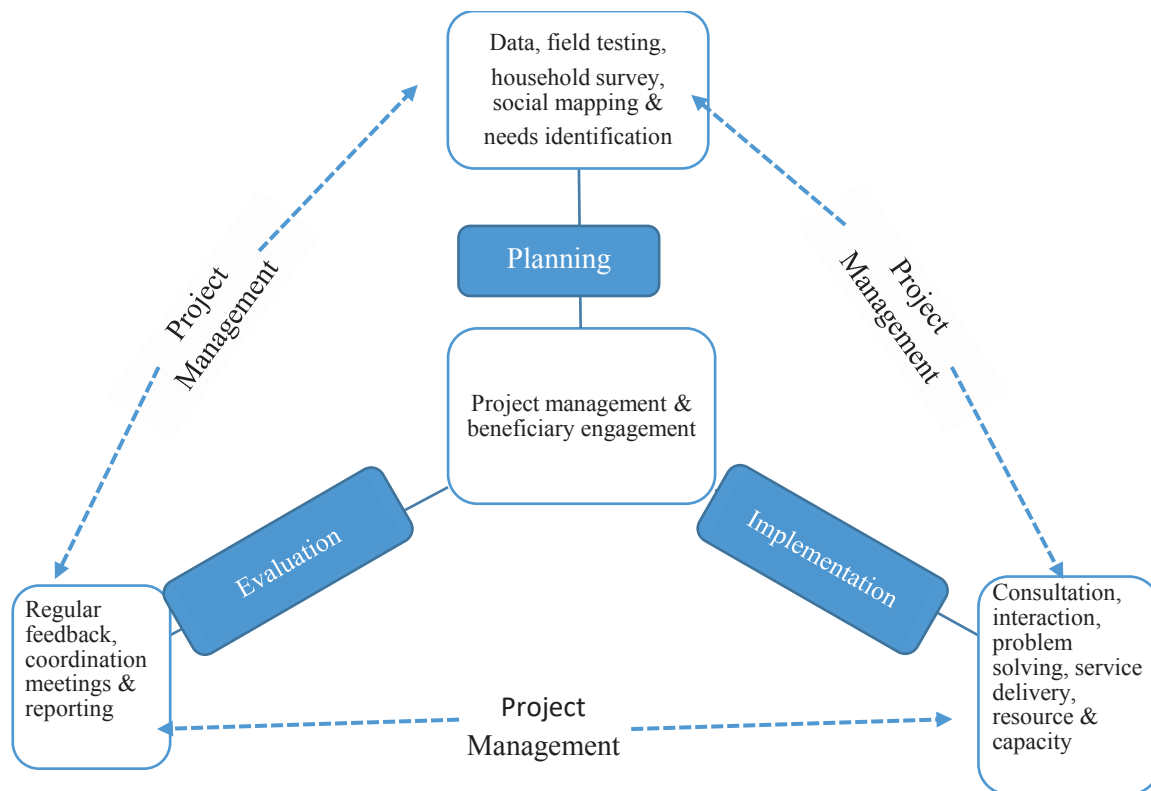 Data, field testing,
household survey,
social mapping &
needs identification
Planning
Project
Management
Project
Management
Project management &
beneficiary engagement
Evaluation
Implementation
Regular
feedback,
coordination
meetings &
reporting
Consultation,
interaction,
problem
solving, service
delivery,
resource &
capacity
Project
Management